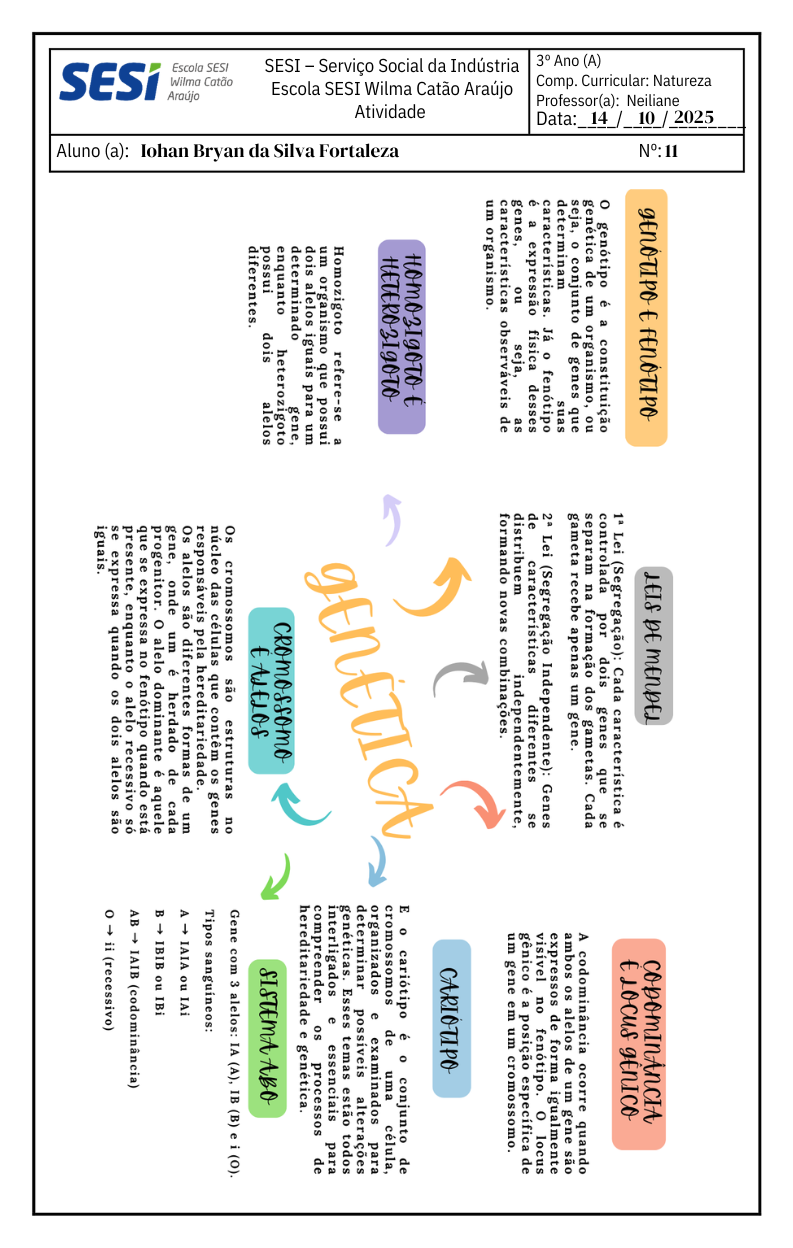 SESI
Escola SESI
Wilma Catão
Araújo
SESI – Serviço Social da Indústria
Escola SESI Wilma Catão Araújo
Atividade
3º Ano (A)
Comp. Curricular: Natureza
Professor(a): Neiliane
Data:_14_/_10_/_2025_
Aluno (a): Iohan Bryan da Silva Fortaleza
Nº: 11
GENÓTIPO E FENÓTIPO
O genótipo é a constituição
genética de um organismo, ou
seja, o conjunto de genes que
determinam suas
características. Já o fenótipo
é a expressão física desses
genes, ou seja, as
características observáveis de
um organismo.
HOMOZIGOTO E
HETEROZIGOTO
Homozigoto refere-se a
um organismo que possui
dois alelos iguais para um
determinado gene,
enquanto heterozigoto
possui dois alelos
diferentes.
LEIS DE MENDEL
1ª Lei (Segregação): Cada característica é
controlada por dois genes que se
separam na formação dos gametas. Cada
gameta recebe apenas um gene.
2ª Lei (Segregação Independente): Genes
de características diferentes se
distribuem independentemente,
formando novas combinações.
GENÉTICA
CROMOSSOMO
E ALELOS
Os cromossomos são estruturas no
núcleo das células que contêm os genes
responsáveis pela hereditariedade.
Os alelos são diferentes formas de um
gene, onde um é herdado de cada
progenitor. O alelo dominante é aquele
que se expressa no fenótipo quando está
presente, enquanto o alelo recessivo só
se expressa quando os dois alelos são
iguais.
CODOMINÂNCIA
E LOCUS GÊNICO
A codominância ocorre quando
ambos os alelos de um gene são
expressos de forma igualmente
visível no fenótipo. O locus
gênico é a posição específica de
um gene em um cromossomo.
CARIÓTIPO
E o cariótipo é o conjunto de
cromossomos de uma célula,
organizados e examinados para
determinar possíveis alterações
genéticas. Esses temas estão todos
interligados e essenciais para
compreender os processos de
hereditariedade e genética.
SISTEMA ABO
Gene com 3 alelos: IA (A), IB (B) e i (O).
Tipos sanguíneos:
A → IAIA ou IAi
B → IBIB ou IBi
AB → IAIB (codominância)
O → ii (recessivo)